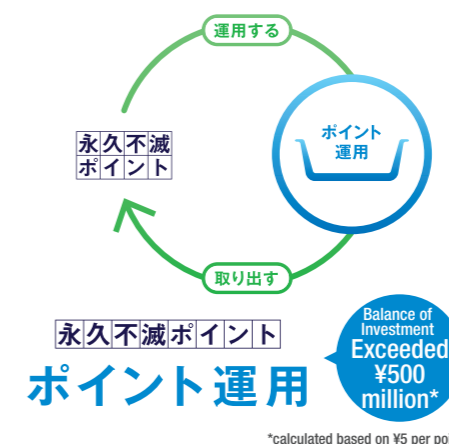 運用する
ポイント
運用
永久不滅
ポイント
取り出す
永久不滅ポイント
ポイント運用
Balance of
Investment
Exceeded
¥500
million*
*calculated based on ¥5 per poi